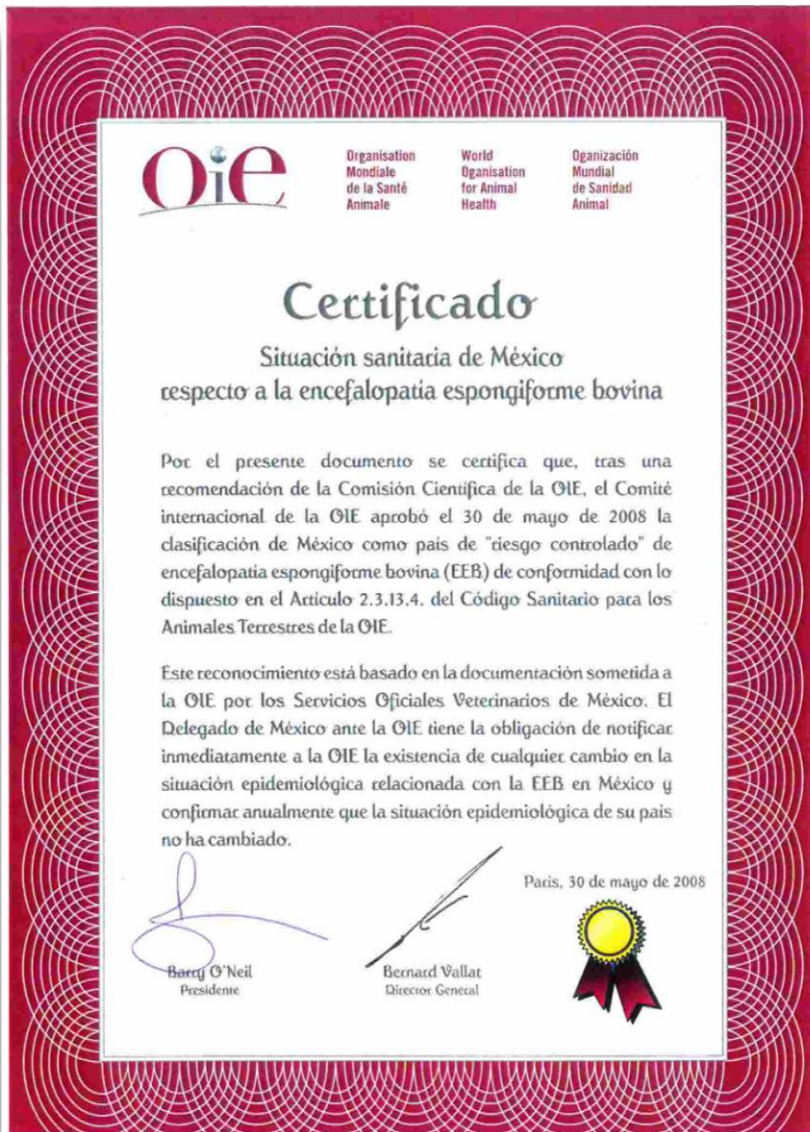 OiE
Organisation
Mondiale
de la Santé
Animale
World
Oganisation
for Animal
Health
Oganización
Mundial
de Sanidad
Animal
Certificado
Situación sanitaria de México
respecto a la encefalopatía espongiforme bovina
Por el presente documento se certifica que, tras una
recomendación de la Comisión Científica de la OIE, el Comité
internacional de la OIE aprobó el 30 de mayo de 2008 la
clasificación de México como país de "riesgo controlado" de
encefalopatía espongiforme bovina (EEB) de conformidad con lo
dispuesto en el Artículo 2.3.13.4. del Código Sanitario para los
Animales Terrestres de la OIE.
Este reconocimiento está basado en la documentación sometida a
la OIE por los Servicios Oficiales Veterinarios de México. El
Delegado de México ante la OIE tiene la obligación de notificar
inmediatamente a la OIE la existencia de cualquier cambio en la
situación epidemiológica relacionada con la EEB en México y
confirmar anualmente que la situación epidemiológica de su país
no ha cambiado.
Paris, 30 de mayo de 2008
Barry O'Neil
Presidente
Bernard Vallat
Director General